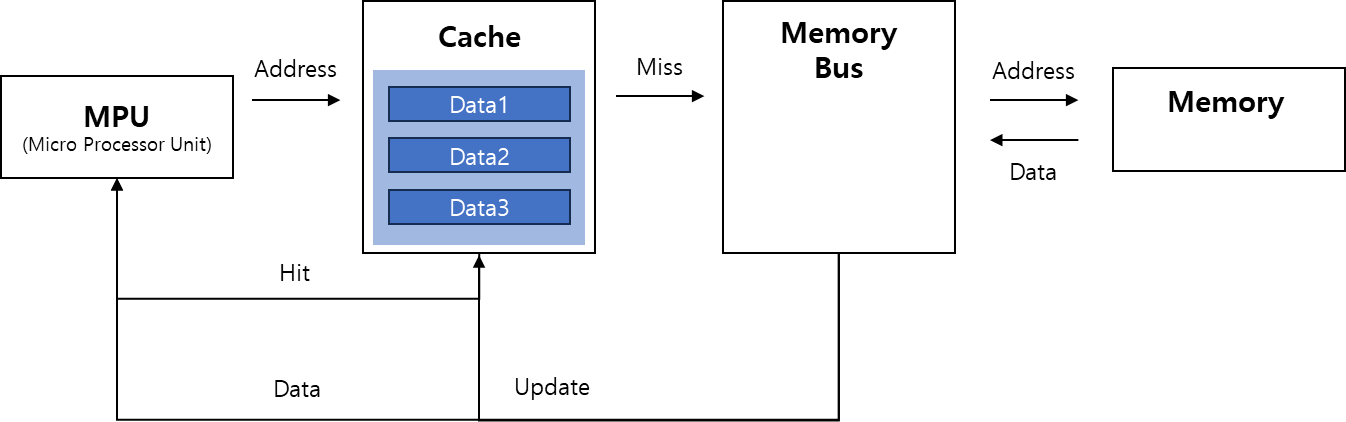 MPU
(Micro Processor Unit)
Address
Cache
Data1
Data2
Data3
Miss
Memory
Bus
Address
Data
Memory
Hit
Data
Update